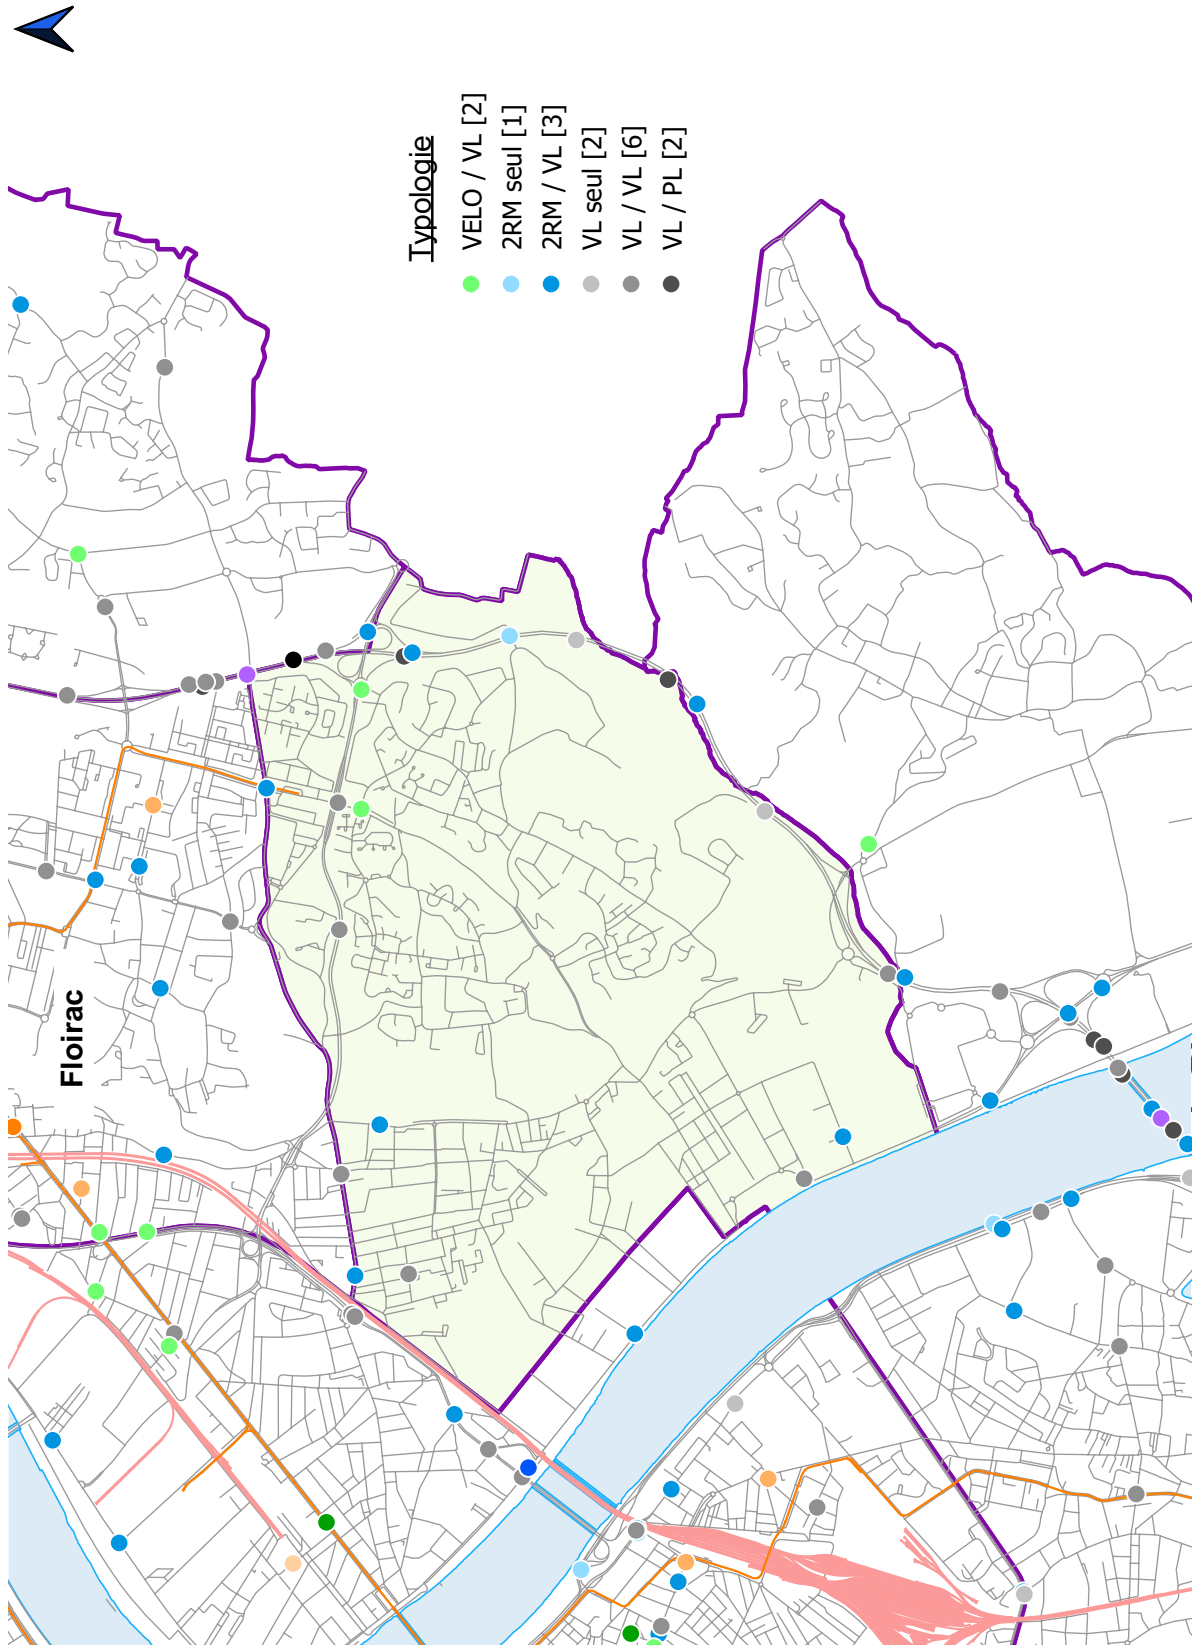 Typologie
VELO / VL [2]
2RM seul [1]
2RM / VL [3]
VL seul [2]
VL / VL [6]
VL / PL [2]
Floirac